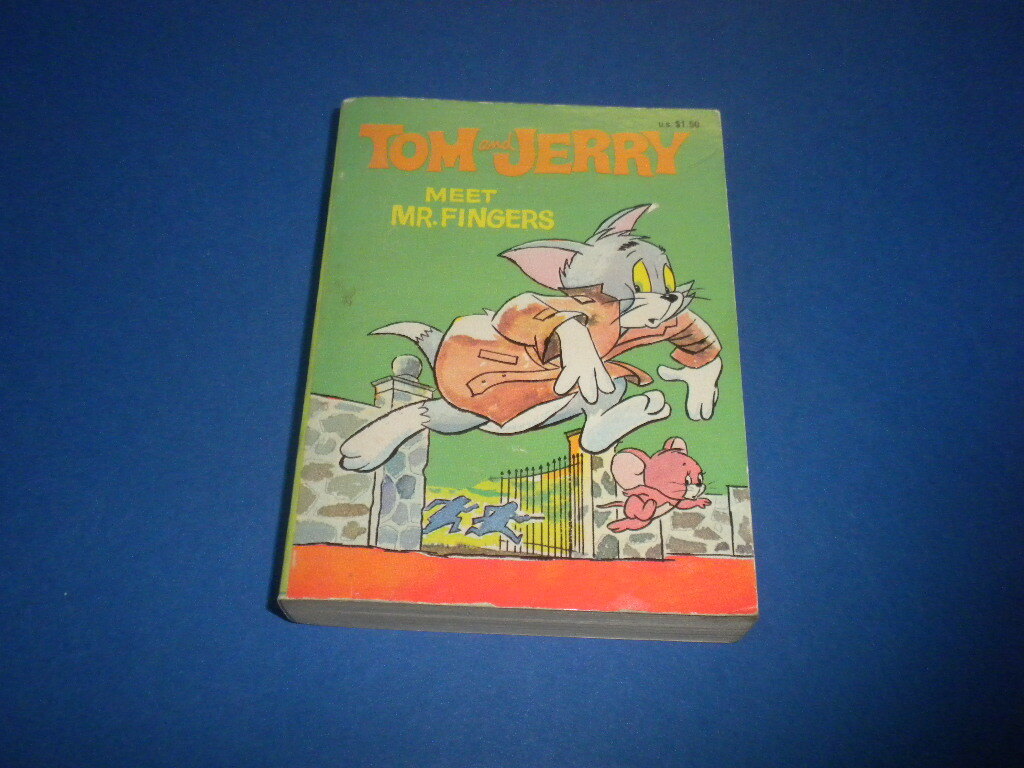 U.S. $1.50
TOM and JERRY
MEET
MR. FINGERS